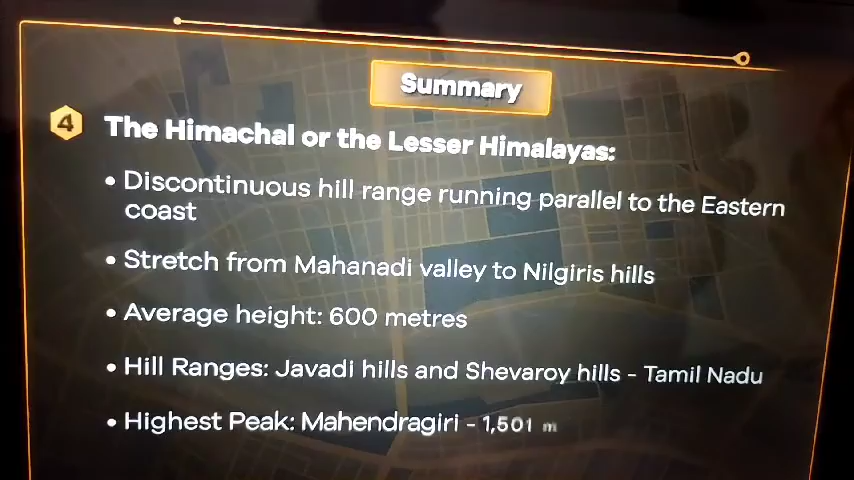 Summary
4 The Himachal or the Lesser Himalayas:
• Discontinuous hill range running parallel to the Eastern
coast
• Stretch from Mahanadi valley to Nilgiris hills
• Average height: 600 metres
• Hill Ranges: Javadi hills and Shevaroy hills - Tamil Nadu
• Highest Peak: Mahendragiri - 1,501 m